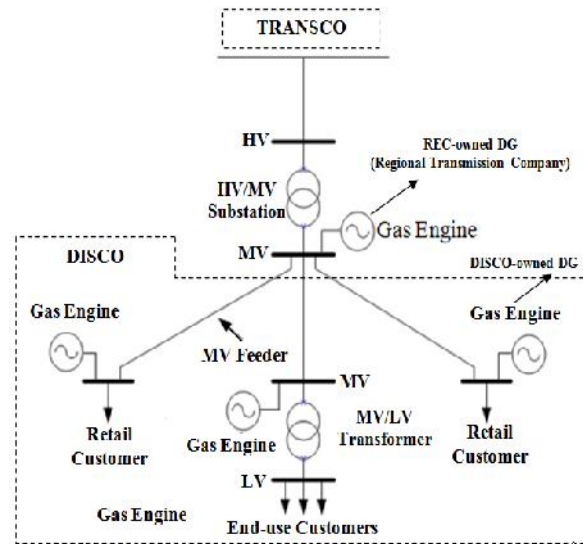 TRANSCO
HV
REC-owned DG
(Regional Transmission Company)
HV/MV
Substation
Gas Engine
DISCO
MV
DISCO-owned DG
Gas Engine
Gas Engine
MV Feeder
MV
Retail
Customer
Gas Engine
MV/LV
Transformer
Retail
Customer
LV
Gas Engine
End-use Customers